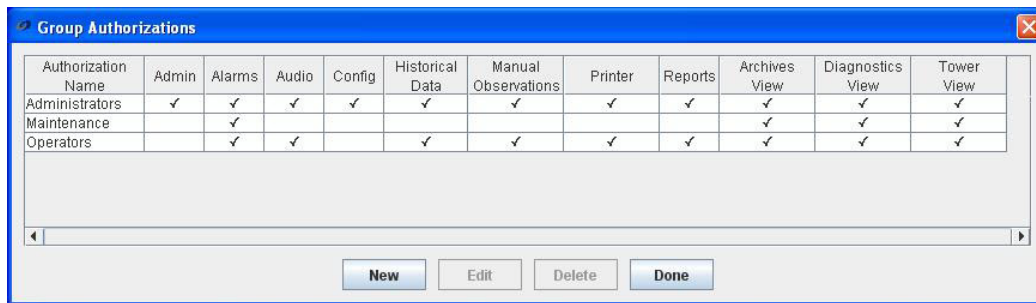 Group Authorizations
Authorization Name Admin Alarms Audio Config Historical Data Manual Observations Printer Reports Archives View Diagnostics View Tower View
Administrators ✓ ✓ ✓ ✓ ✓ ✓ ✓ ✓ ✓ ✓ ✓
Maintenance ✓ ✓ ✓ ✓
Operators ✓ ✓ ✓ ✓ ✓ ✓ ✓ ✓ ✓
New Edit Delete Done